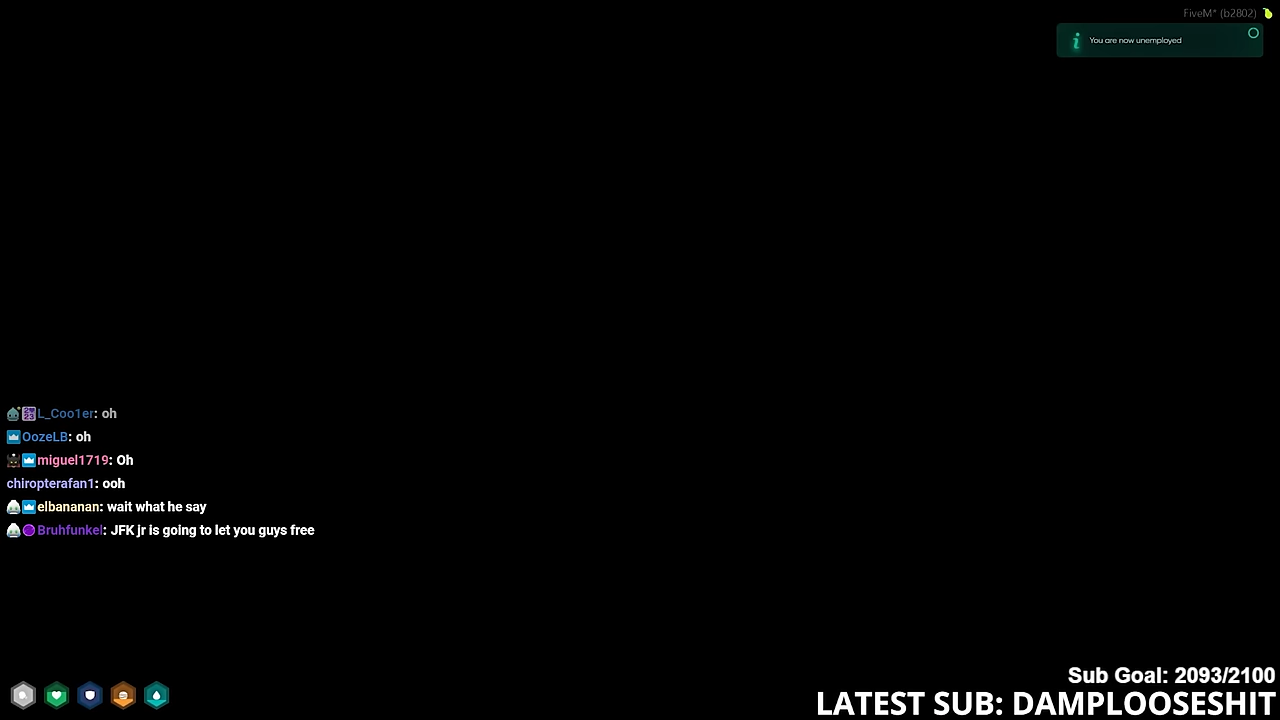 FiveM* (b2802)
You are now unemployed
L_Coo1er: oh
OozeLB: oh
miguel1719: Oh
chiropterafan1: ooh
elbananan: wait what he say
Bruhfunkel: JFK jr is going to let you guys free
Sub Goal: 2093/2100
LATEST SUB: DAMPLOOSESHIT